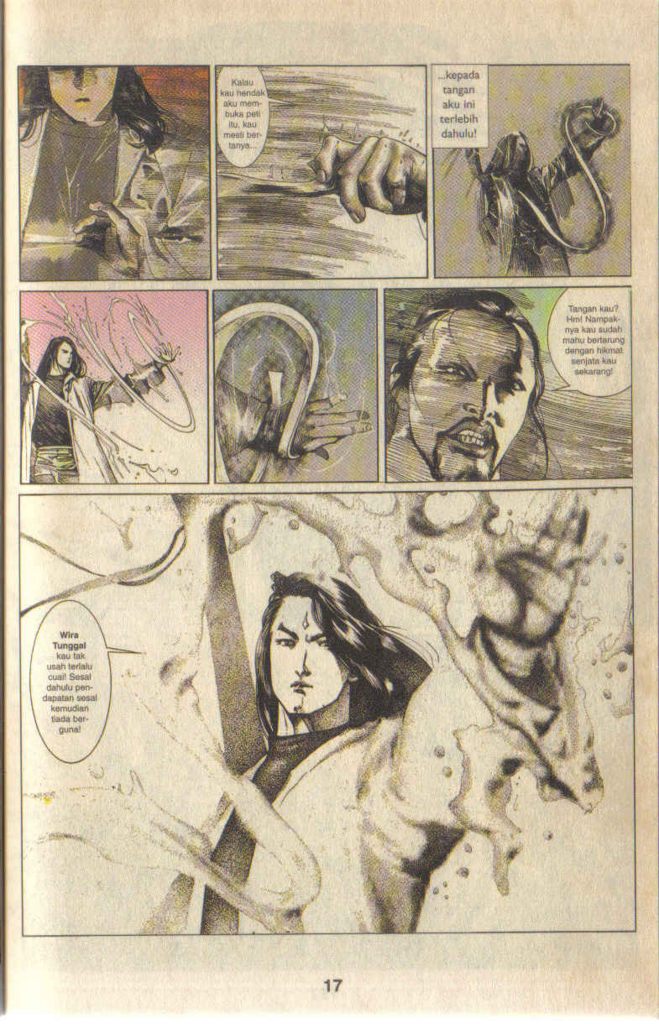 Kalau
kau hendak
aku mem-
buka peti
itu, kau
mesti ber-
tanya...
...kepada
tangan
aku ini
terlebih
dahulu!
Tangan kau?
Hm! Nampak-
nya kau sudah
mahu bertarung
dengan hikmat
senjata kau
sekarang!
Wira
Tunggal
kau tak
usah terlalu
cuai! Sesal
dahulu pen-
dapatan sesal
kemudian
tiada ber-
guna!
17